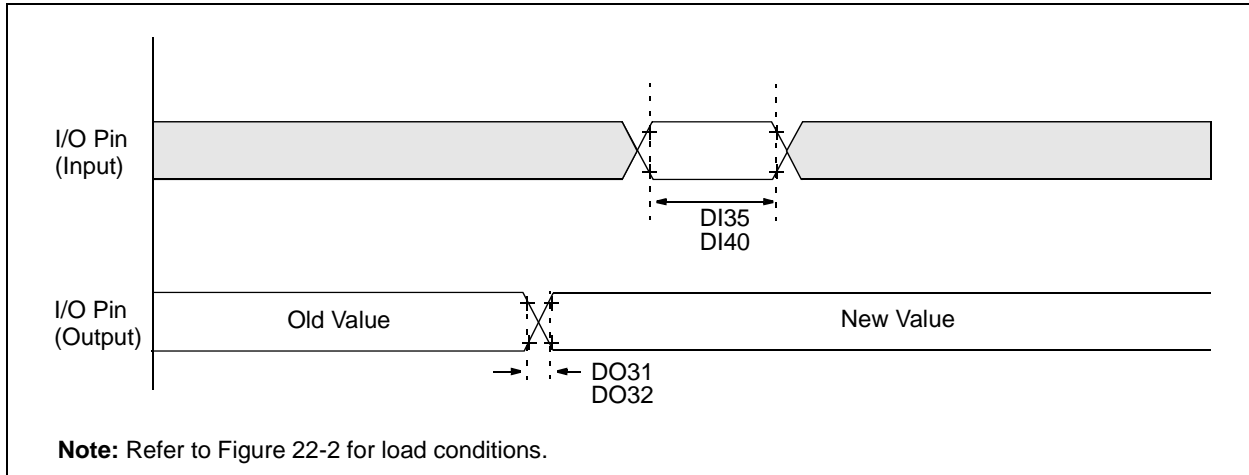 I/O Pin
(Input)
DI35
DI40
I/O Pin
(Output)
Old Value
New Value
DO31
DO32
Note: Refer to Figure 22-2 for load conditions.